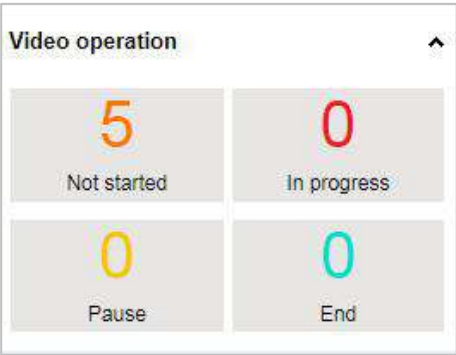 Video operation
5 0
Not started In progress
0 0
Pause End